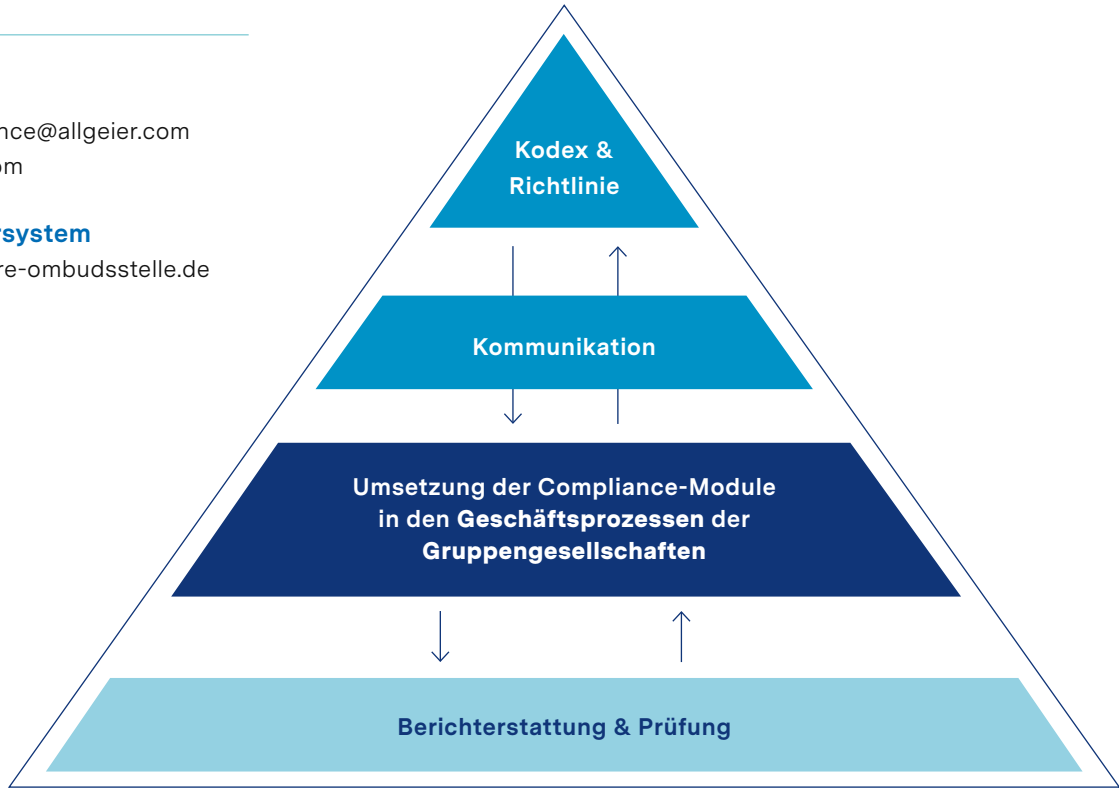 nce@allgeier.com
om
rsystem
re-ombudsstelle.de
Kodex &
Richtlinie
Kommunikation
Umsetzung der Compliance-Module
in den Geschäftsprozessen der
Gruppengesellschaften
Berichterstattung & Prüfung